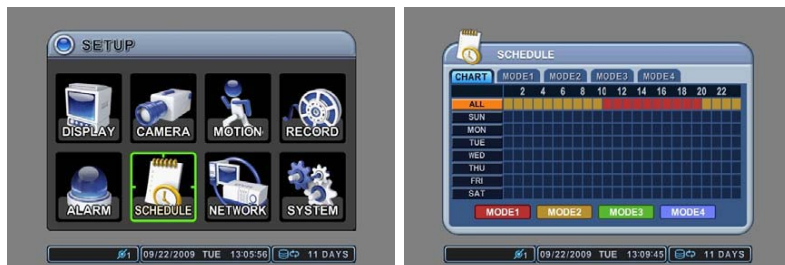 SETUP
DISPLAY CAMERA MOTION RECORD
ALARM SCHEDULE NETWORK SYSTEM
1 09/22/2009 TUE 13:05:56 11 DAYS
SCHEDULE
CHART MODE1 MODE2 MODE3 MODE4
2 4 6 8 10 12 14 16 18 20 22
ALL
SUN
MON
TUE
WED
THU
FRI
SAT
MODE1 MODE2 MODE3 MODE4
1 09/22/2009 TUE 13:09:45 11 DAYS